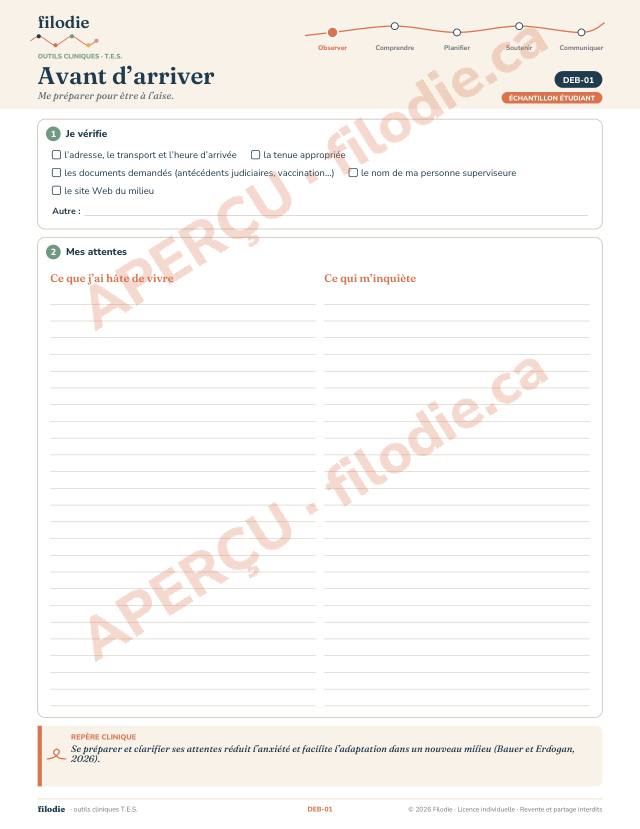 filodie
OUTILS CLINIQUES · T.E.S.
Avant d’arriver
Me préparer pour être à l’aise.
Observer
Comprendre
Planifier
Soutenir
Communiquer
DEB-01
ÉCHANTILLON ÉTUDIANT
1 Je vérifie
l’adresse, le transport et l’heure d’arrivée
la tenue appropriée
les documents demandés (antécédents judiciaires, vaccination…)
le nom de ma personne superviseure
le site Web du milieu
Autre :
2 Mes attentes
Ce que j’ai hâte de vivre
Ce qui m’inquiète
APERÇU · filodie.ca
APERÇU · filodie.ca
REPÈRE CLINIQUE
Se préparer et clarifier ses attentes réduit l’anxiété et facilite l’adaptation dans un nouveau milieu (Bauer et Erdogan,
2026).
filodie · outils cliniques T.E.S.
DEB-01
© 2026 Filodie · Licence individuelle · Revente et partage interdits